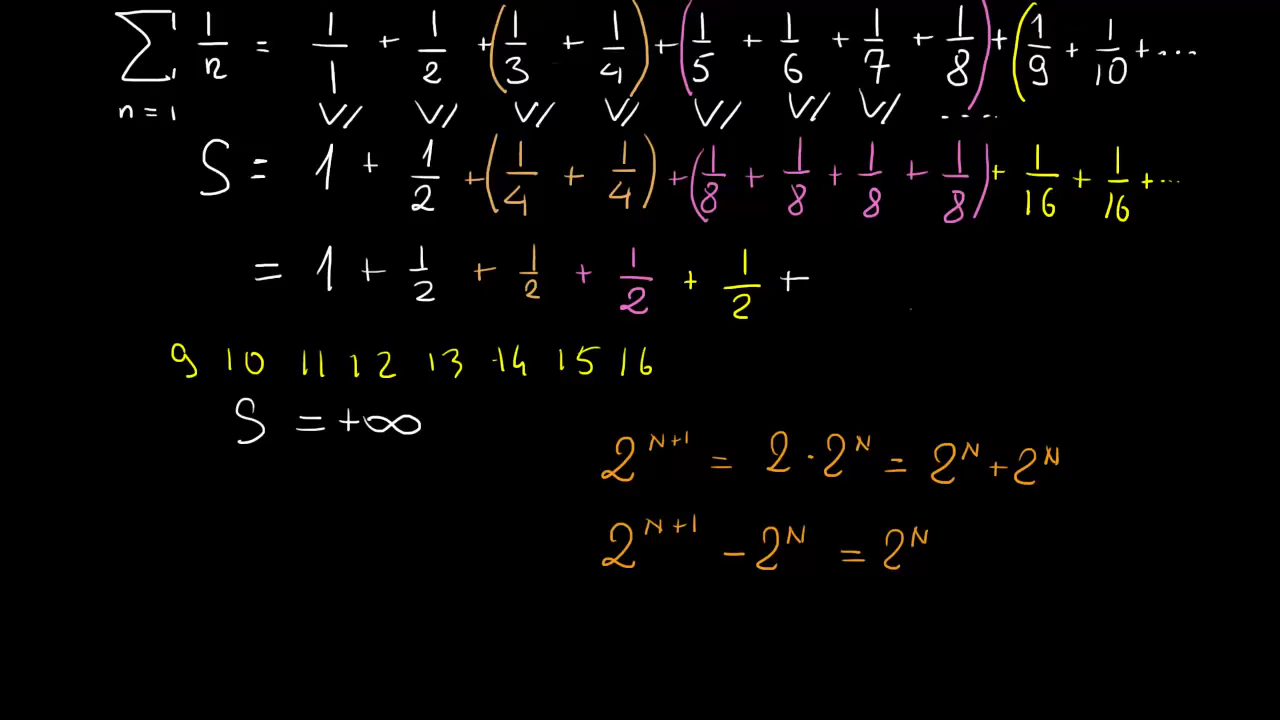 ∑ 1/n = 1/1 + 1/2 + (1/3 + 1/4) + (1/5 + 1/6 + 1/7 + 1/8) + (1/9 + 1/10 + ....
n = 1 V/ V/ V/ V/ V/ V/ V/ .....
S = 1 + 1/2 + (1/4 + 1/4) + (1/8 + 1/8 + 1/8 + 1/8) + 1/16 + 1/16 + ...
= 1 + 1/2 + 1/2 + 1/2 + 1/2 +
9 10 11 12 13 14 15 16
S = +∞
2^{N+1} = 2 · 2^N = 2^N + 2^N
2^{N+1} - 2^N = 2^N